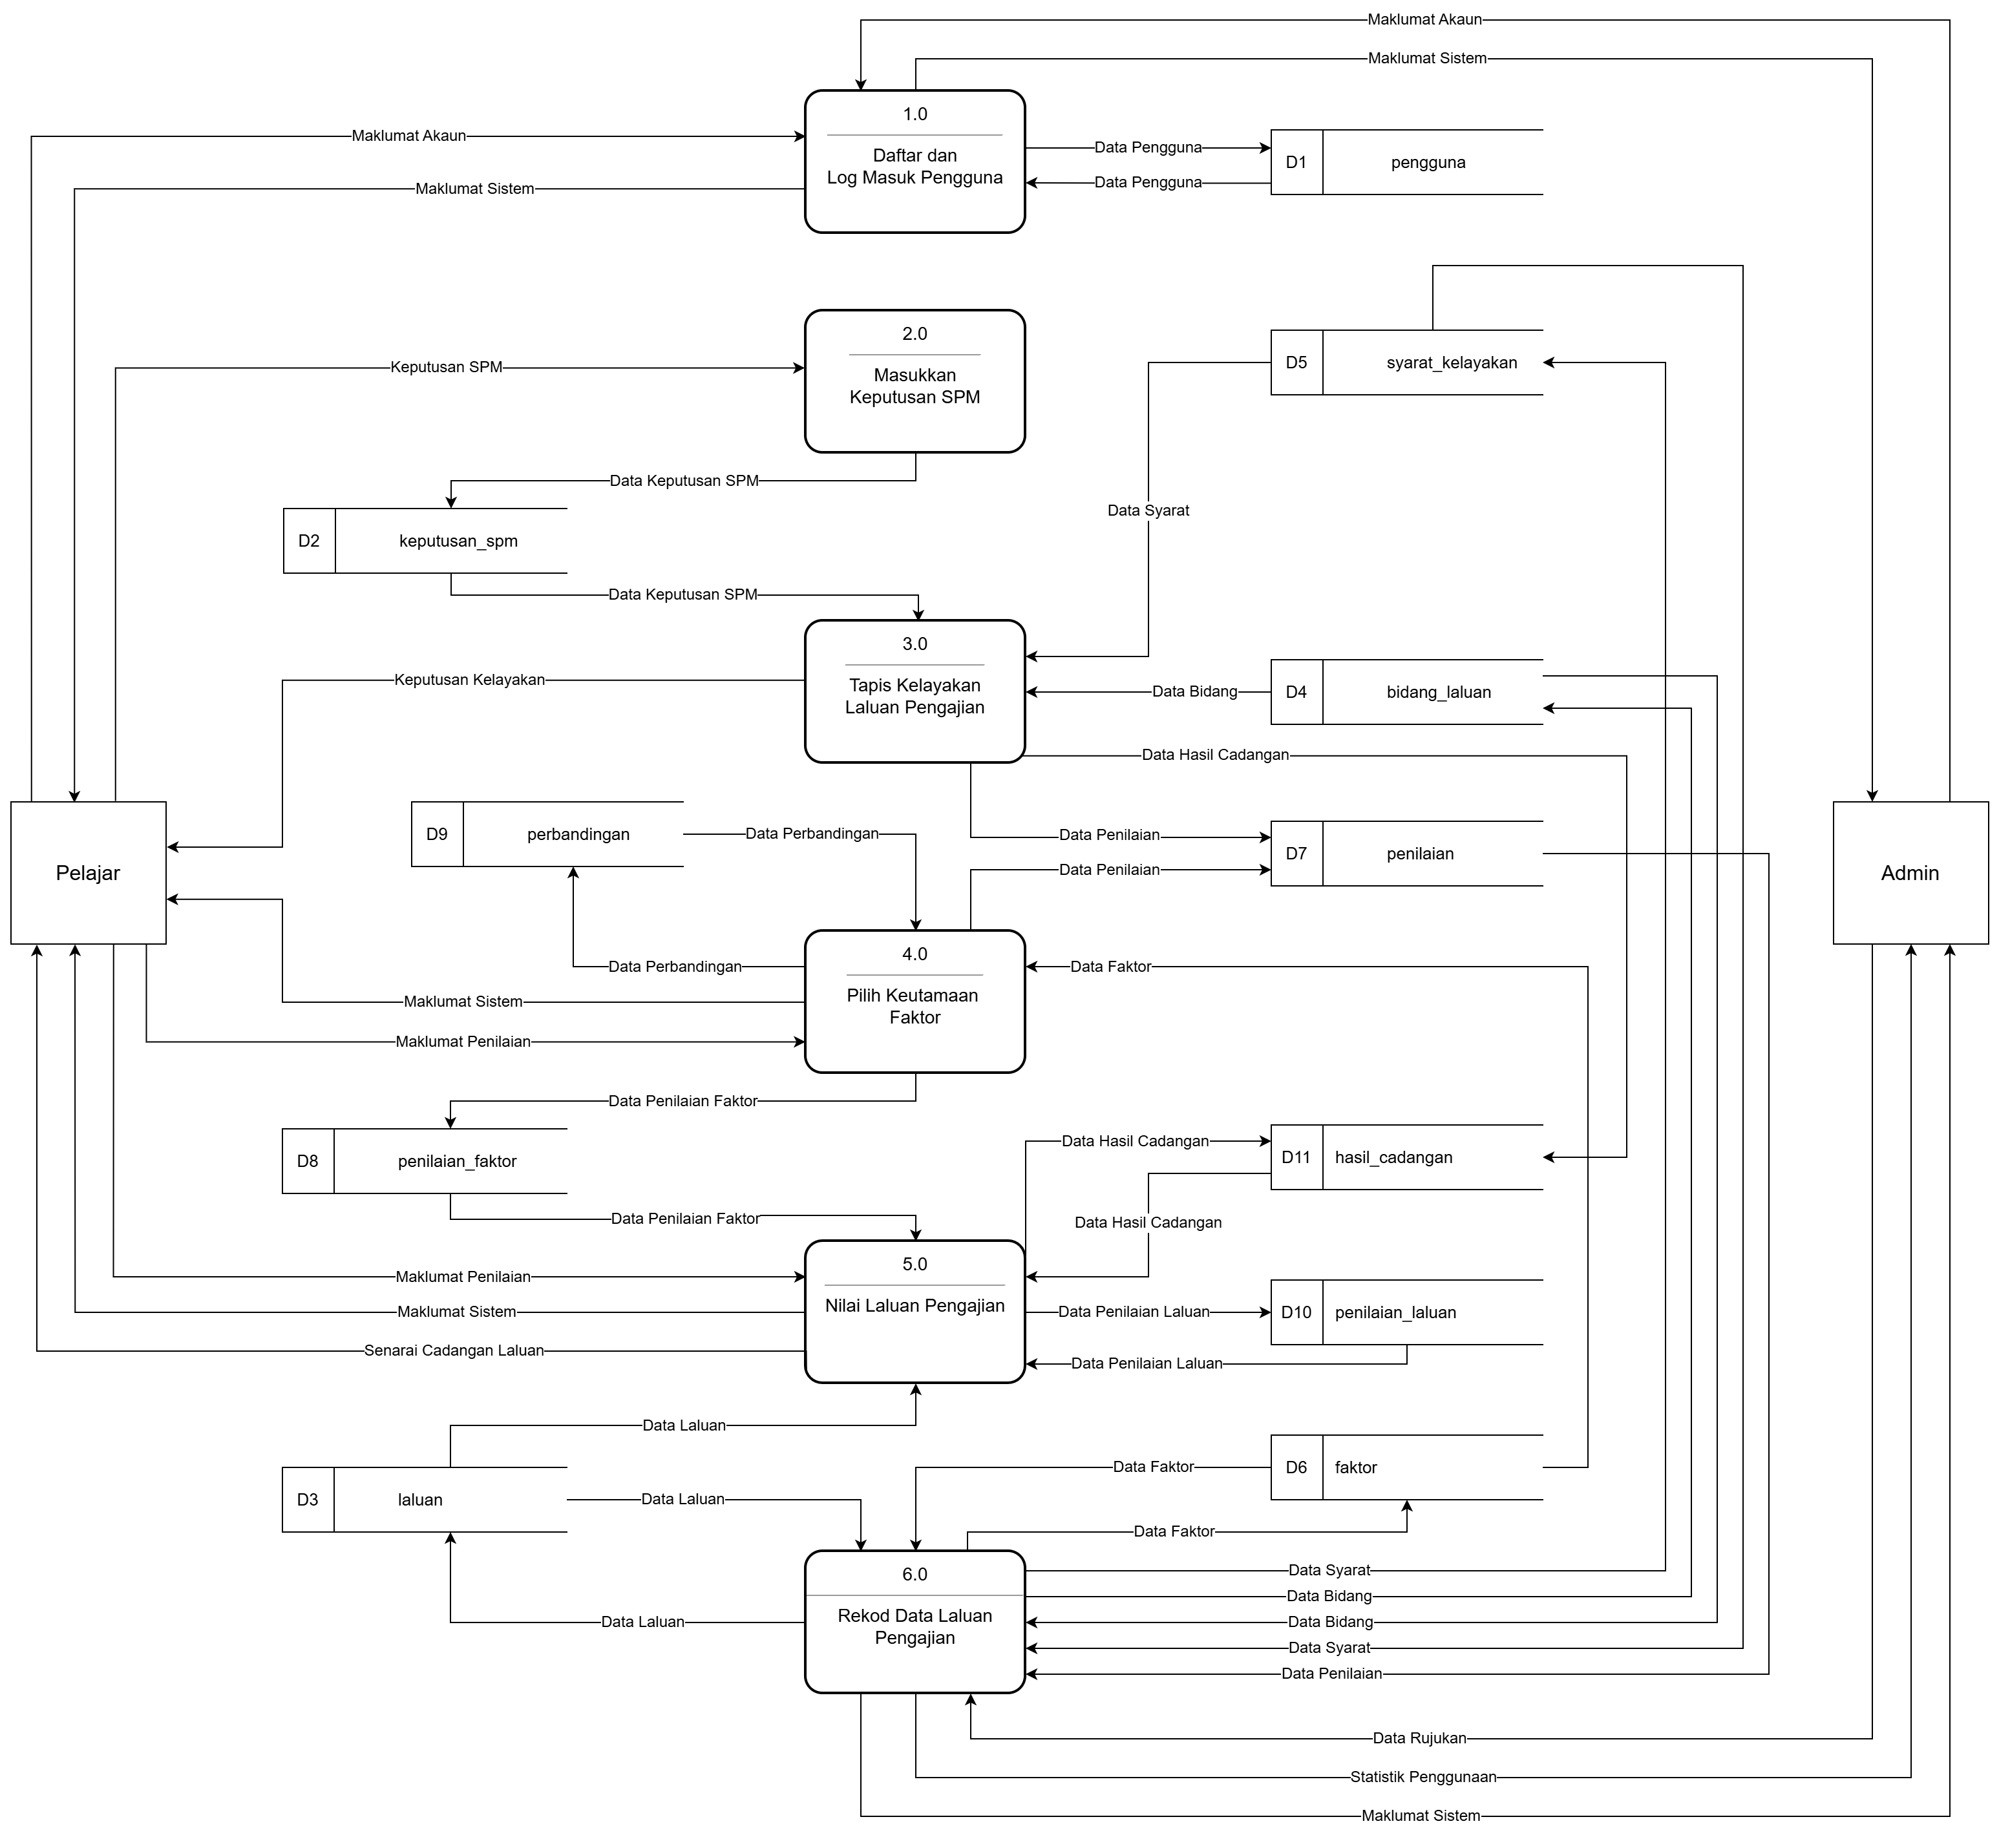 Maklumat Akaun
Maklumat Sistem
1.0
Daftar dan
Log Masuk Pengguna
Maklumat Akaun
Maklumat Sistem
Data Pengguna
Data Pengguna
D1
pengguna
2.0
Masukkan
Keputusan SPM
Keputusan SPM
D5
syarat_kelayakan
Data Keputusan SPM
Data Syarat
D2
keputusan_spm
Data Keputusan SPM
3.0
Tapis Kelayakan
Laluan Pengajian
Keputusan Kelayakan
Data Bidang
D4
bidang_laluan
Data Hasil Cadangan
D9
perbandingan
Data Perbandingan
Data Penilaian
Data Penilaian
D7
penilaian
Pelajar
Admin
4.0
Pilih Keutamaan
Faktor
Data Perbandingan
Data Faktor
Maklumat Sistem
Maklumat Penilaian
Data Penilaian Faktor
D8
penilaian_faktor
Data Hasil Cadangan
D11
hasil_cadangan
Data Penilaian Faktor
Data Hasil Cadangan
5.0
Nilai Laluan Pengajian
Maklumat Penilaian
Maklumat Sistem
Senarai Cadangan Laluan
Data Penilaian Laluan
D10
penilaian_laluan
Data Penilaian Laluan
Data Laluan
D3
laluan
Data Laluan
Data Faktor
D6
faktor
Data Faktor
6.0
Rekod Data Laluan
Pengajian
Data Laluan
Data Syarat
Data Bidang
Data Bidang
Data Syarat
Data Penilaian
Data Rujukan
Statistik Penggunaan
Maklumat Sistem